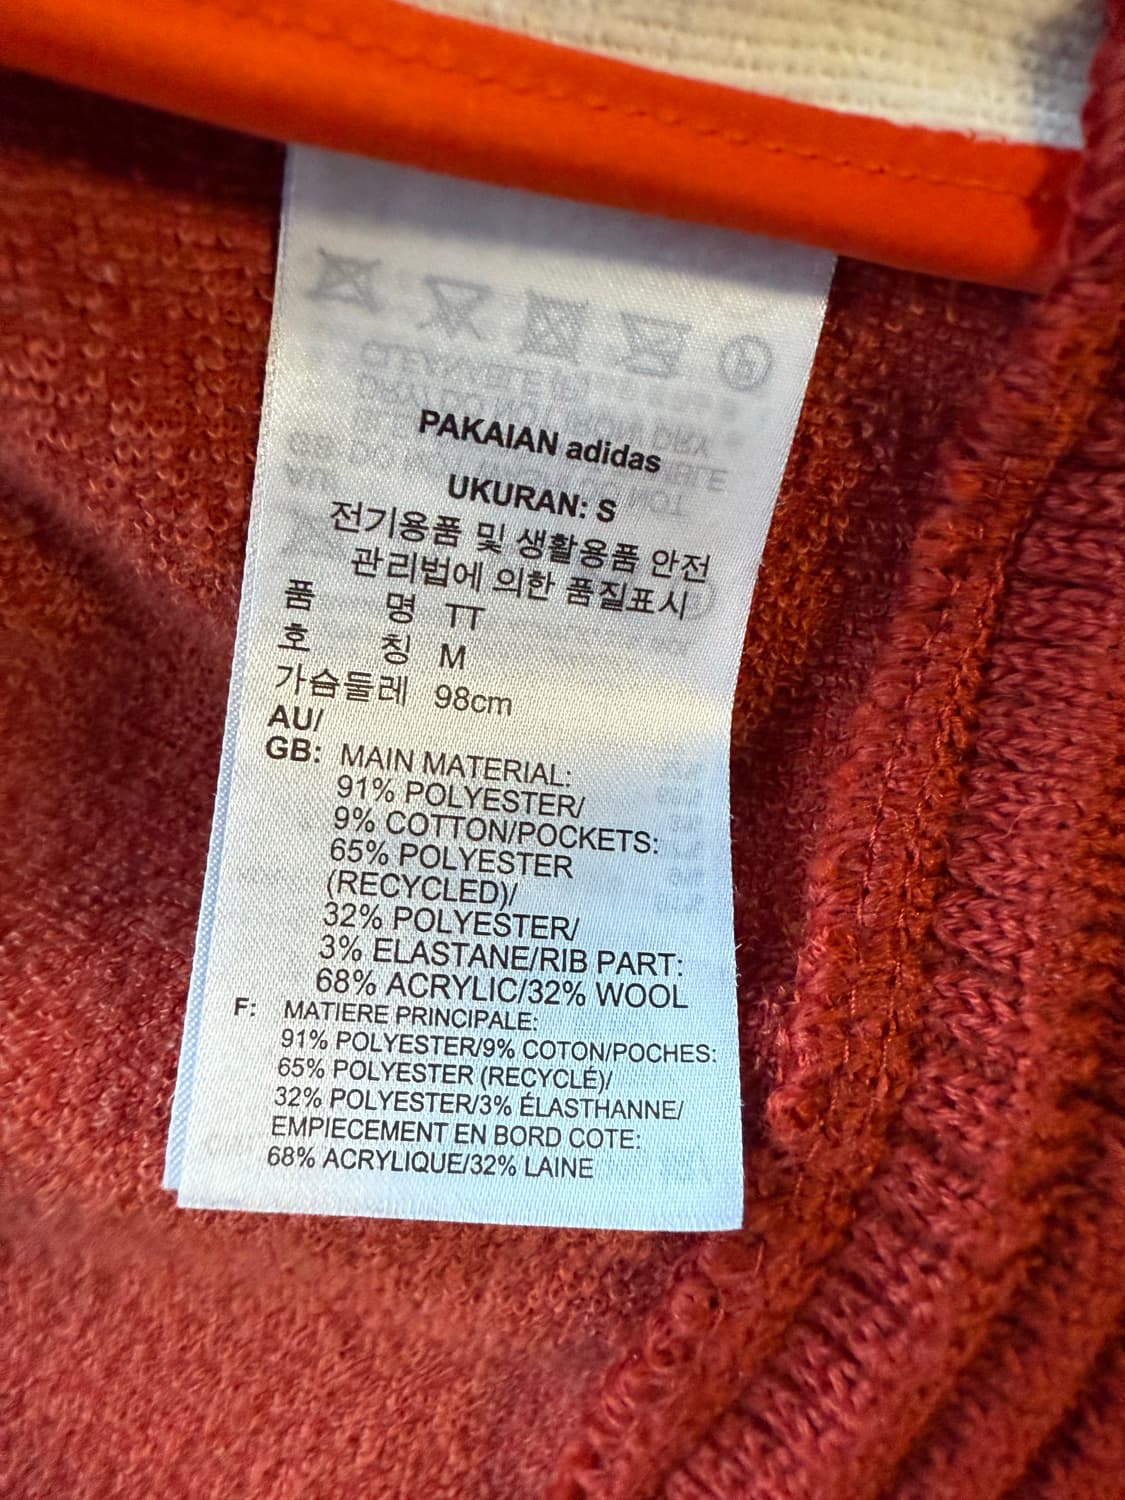 PAKAIAN adidas
UKURAN: S
전기용품 및 생활용품 안전
관리법에 의한 품질표시
품 명 TT
호 칭 M
가슴둘레 98cm
AU/
GB: MAIN MATERIAL:
91% POLYESTER/
9% COTTON/POCKETS:
65% POLYESTER
(RECYCLED)/
32% POLYESTER/
3% ELASTANE/RIB PART:
68% ACRYLIC/32% WOOL
F: MATIERE PRINCIPALE:
91% POLYESTER/9% COTON/POCHES:
65% POLYESTER (RECYCLÉ)/
32% POLYESTER/3% ÉLASTHANNE/
EMPIECEMENT EN BORD COTE:
68% ACRYLIQUE/32% LAINE